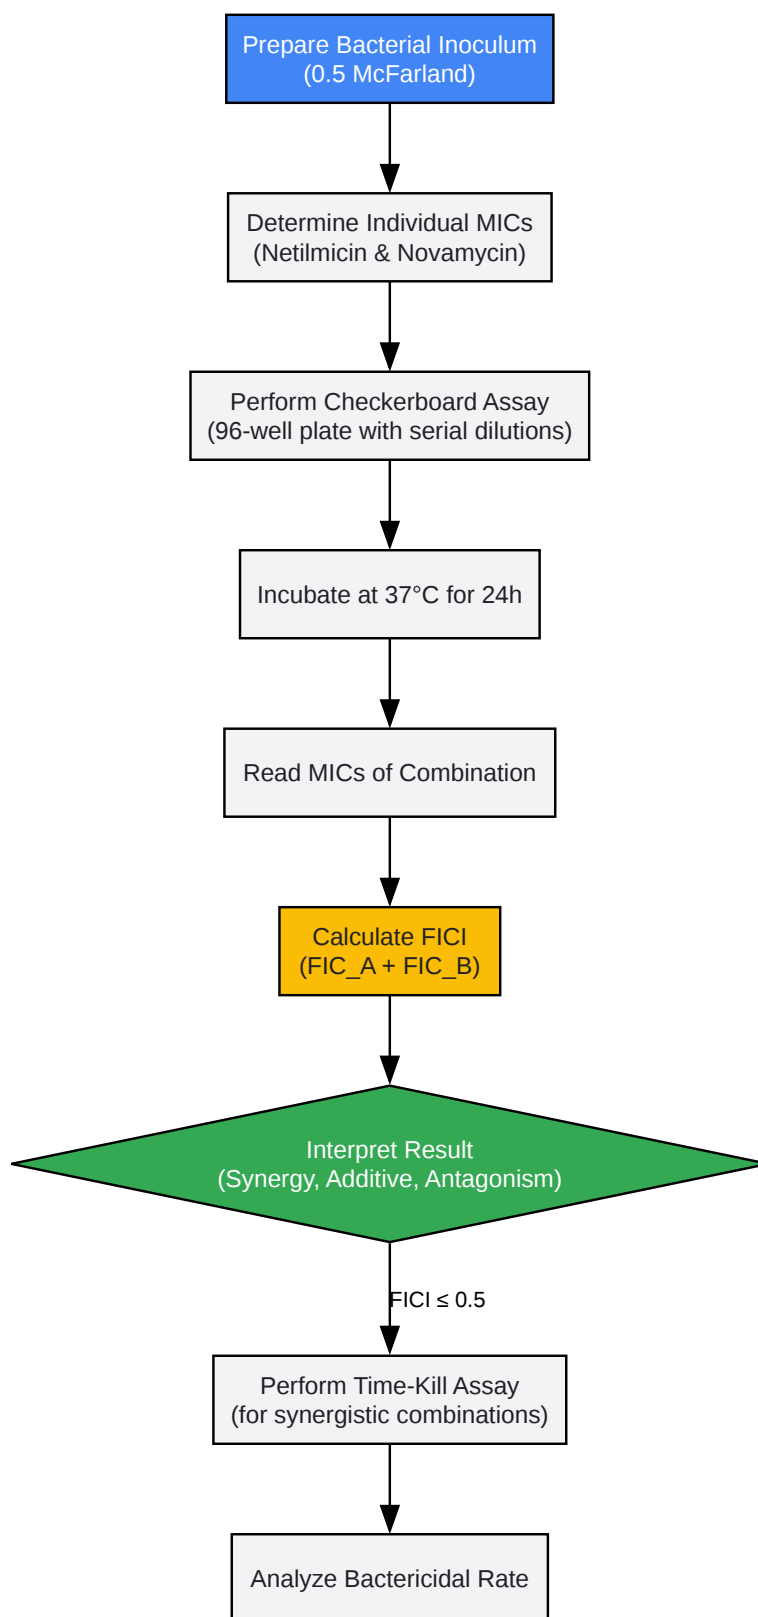 Prepare Bacterial Inoculum
(0.5 McFarland)
Determine Individual MICs
(Netilmicin & Novamycin)
Perform Checkerboard Assay
(96-well plate with serial dilutions)
Incubate at 37°C for 24h
Read MICs of Combination
Calculate FICI
(FIC_A + FIC_B)
Interpret Result
(Synergy, Additive, Antagonism)
FICI ≤ 0.5
Perform Time-Kill Assay
(for synergistic combinations)
Analyze Bactericidal Rate